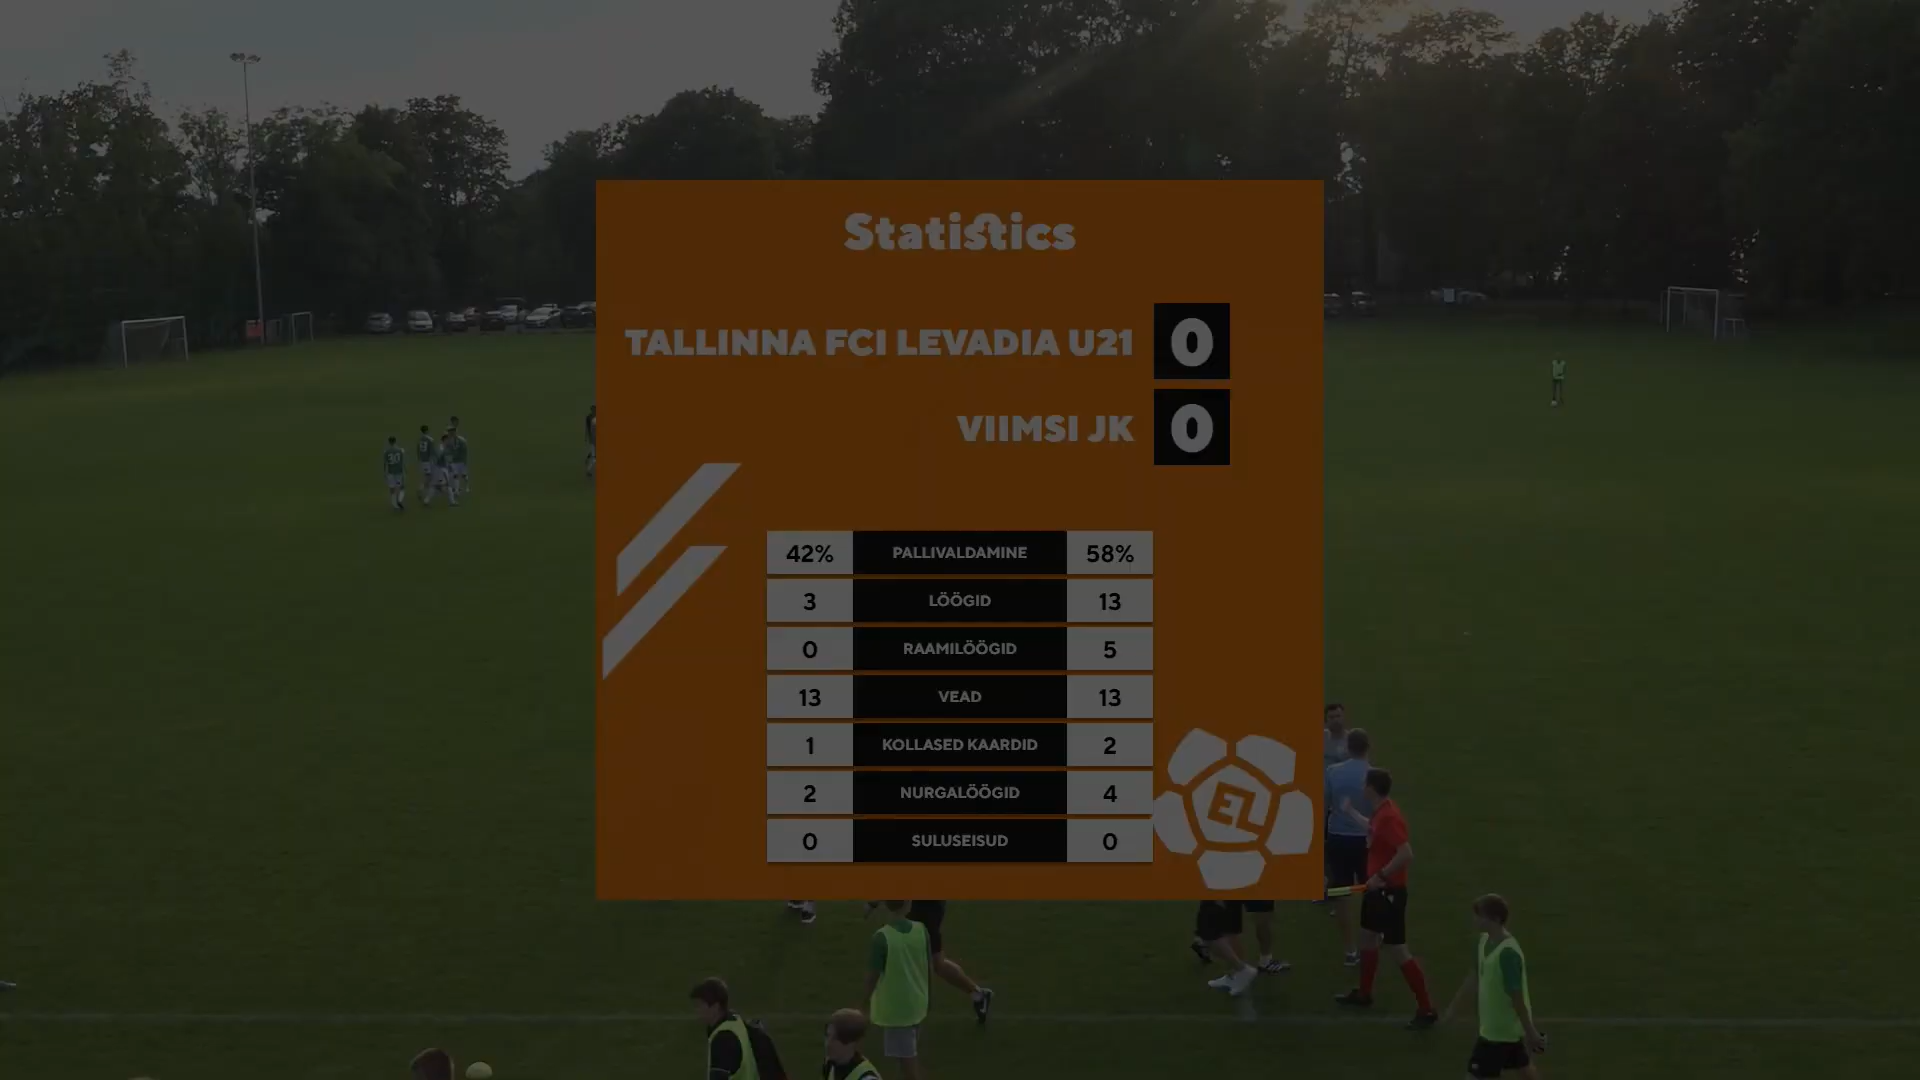 Statistics
TALLINNA FCI LEVADIA U21 0
VIIMSI JK 0
42% PALLIVALDAMINE 58%
3 LÖÖGID 13
0 RAAMILÖÖGID 5
13 VEAD 13
1 KOLLASED KAARDID 2
2 NURGALÖÖGID 4
0 SULUSEISUD 0
EL
30